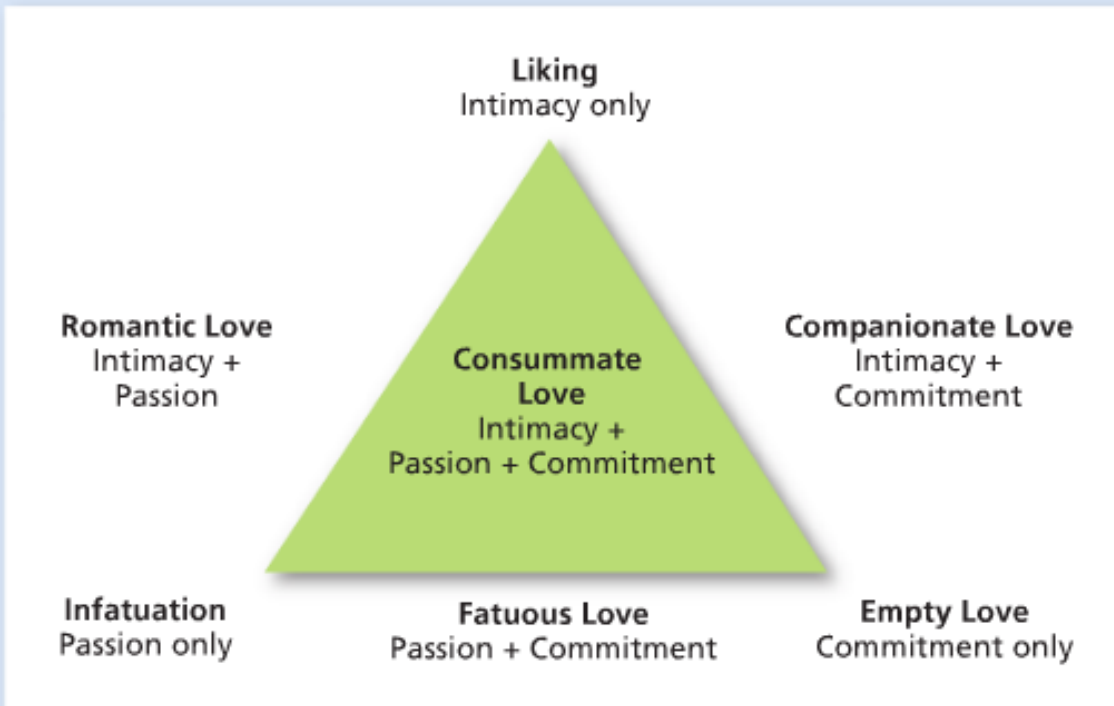 Liking
Intimacy only
Romantic Love
Intimacy +
Passion
Consummate
Love
Intimacy +
Passion + Commitment
Companionate Love
Intimacy +
Commitment
Infatuation
Passion only
Fatuous Love
Passion + Commitment
Empty Love
Commitment only